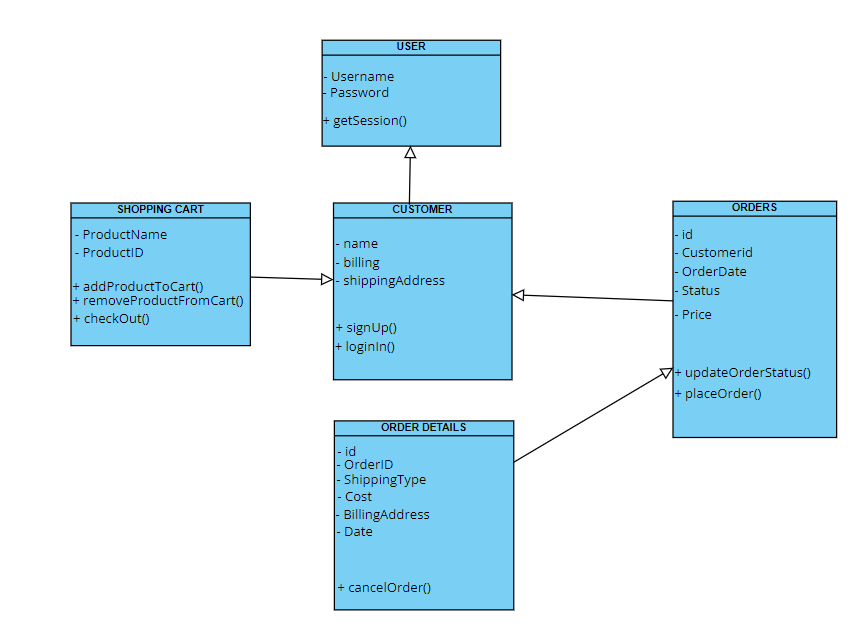 USER
- Username
- Password
+ getSession()
SHOPPING CART
- ProductName
- ProductID
+ addProductToCart()
+ removeProductFromCart()
+ checkOut()
CUSTOMER
- name
- billing
- shippingAddress
+ signUp()
+ loginIn()
ORDERS
- id
- Customerid
- OrderDate
- Status
- Price
+ updateOrderStatus()
+ placeOrder()
ORDER DETAILS
- id
- OrderID
- ShippingType
- Cost
- BillingAddress
- Date
+ cancelOrder()